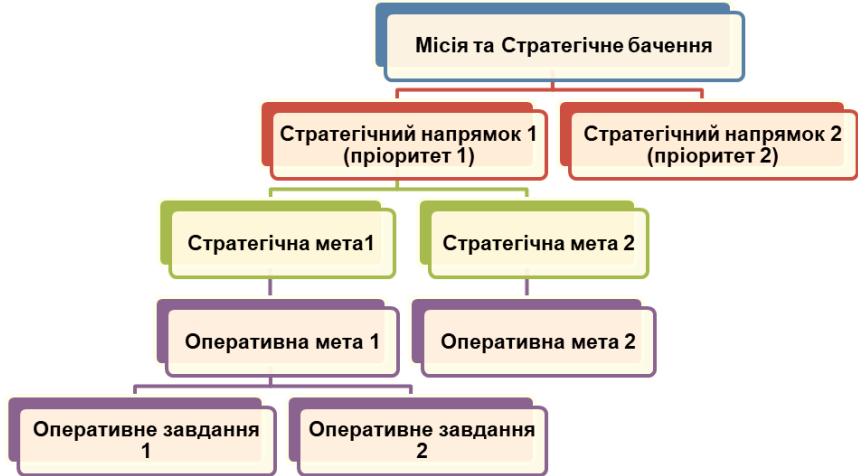 Місія та Стратегічне бачення
Стратегічний напрямок 1
(пріоритет 1)
Стратегічний напрямок 2
(пріоритет 2)
Стратегічна мета1
Стратегічна мета 2
Оперативна мета 1
Оперативна мета 2
Оперативне завдання
1
Оперативне завдання
2